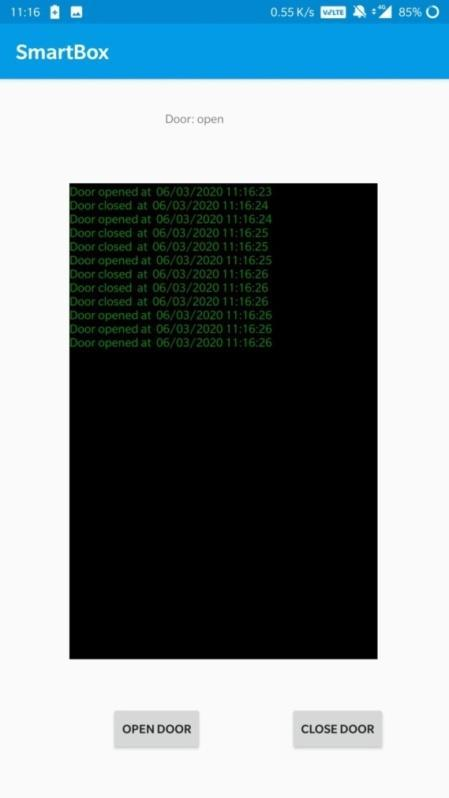 11:16 0.55 K/s VoLTE 4G 85%
SmartBox
Door: open
Door opened at 06/03/2020 11:16:23
Door closed at 06/03/2020 11:16:24
Door opened at 06/03/2020 11:16:24
Door closed at 06/03/2020 11:16:25
Door closed at 06/03/2020 11:16:25
Door opened at 06/03/2020 11:16:25
Door closed at 06/03/2020 11:16:26
Door closed at 06/03/2020 11:16:26
Door closed at 06/03/2020 11:16:26
Door opened at 06/03/2020 11:16:26
Door opened at 06/03/2020 11:16:26
Door opened at 06/03/2020 11:16:26
OPEN DOOR CLOSE DOOR